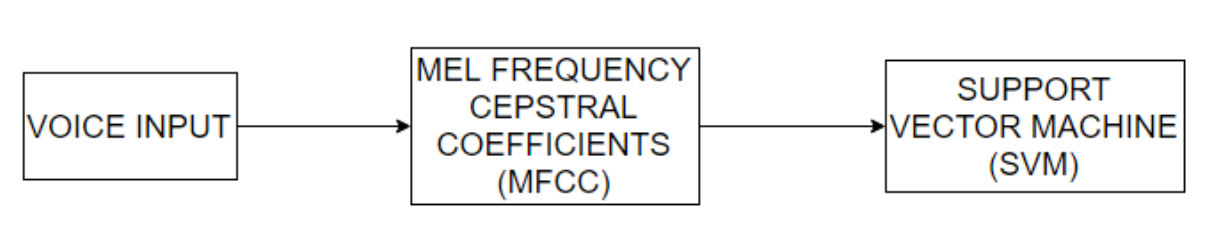 VOICE INPUT
MEL FREQUENCY
CEPSTRAL
COEFFICIENTS
(MFCC)
SUPPORT
VECTOR MACHINE
(SVM)